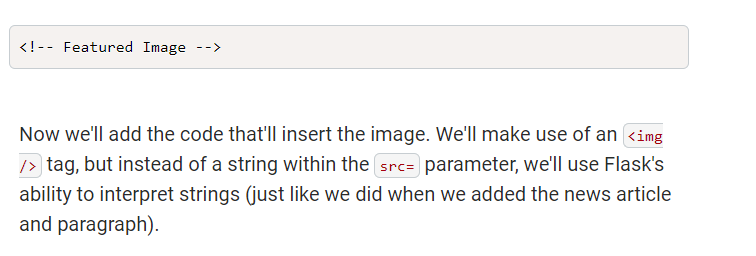 <!-- Featured Image -->
Now we'll add the code that'll insert the image. We'll make use of an <img
/> tag, but instead of a string within the src= parameter, we'll use Flask's
ability to interpret strings (just like we did when we added the news article
and paragraph).